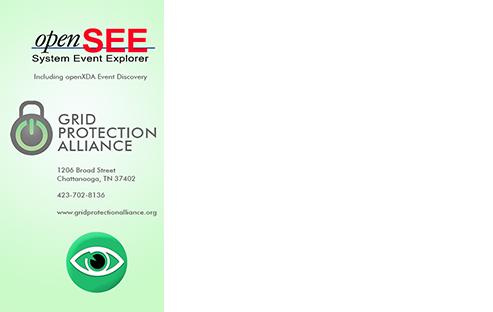 openSEE
System Event Explorer
Including openXDA Event Discovery
GRID
PROTECTION
ALLIANCE
1206 Broad Street
Chattanooga, TN 37402
423-702-8136
www.gridprotectionalliance.org